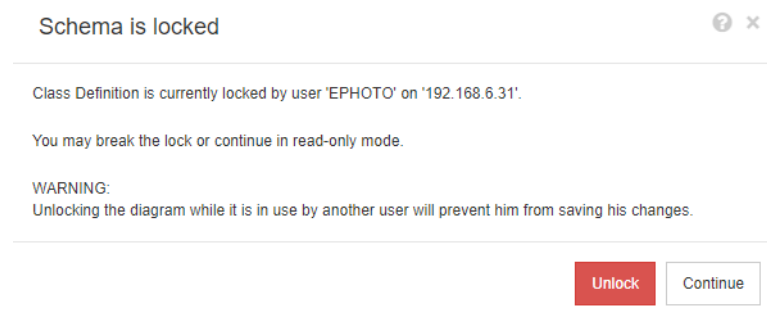 Schema is locked
Class Definition is currently locked by user 'EPHOTO' on '192.168.6.31'.
You may break the lock or continue in read-only mode.
WARNING:
Unlocking the diagram while it is in use by another user will prevent him from saving his changes.
Unlock
Continue